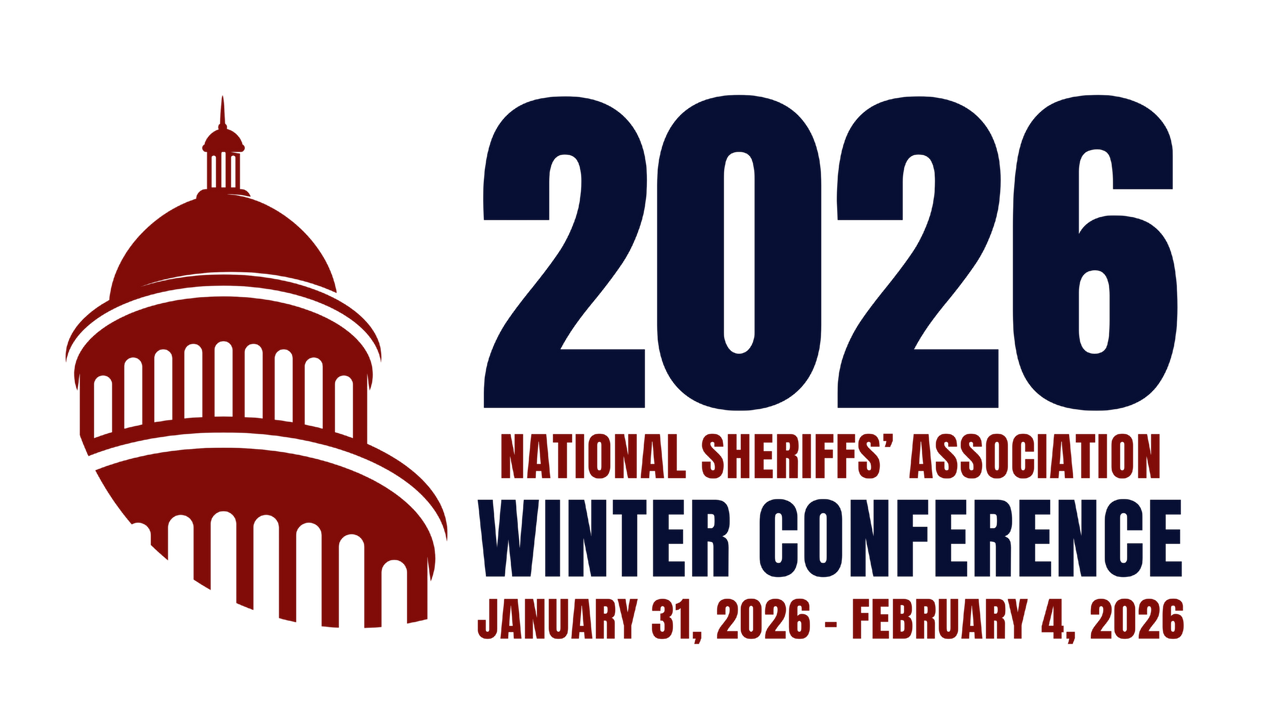 2026
NATIONAL SHERIFFS’ ASSOCIATION
WINTER CONFERENCE
JANUARY 31, 2026 - FEBRUARY 4, 2026